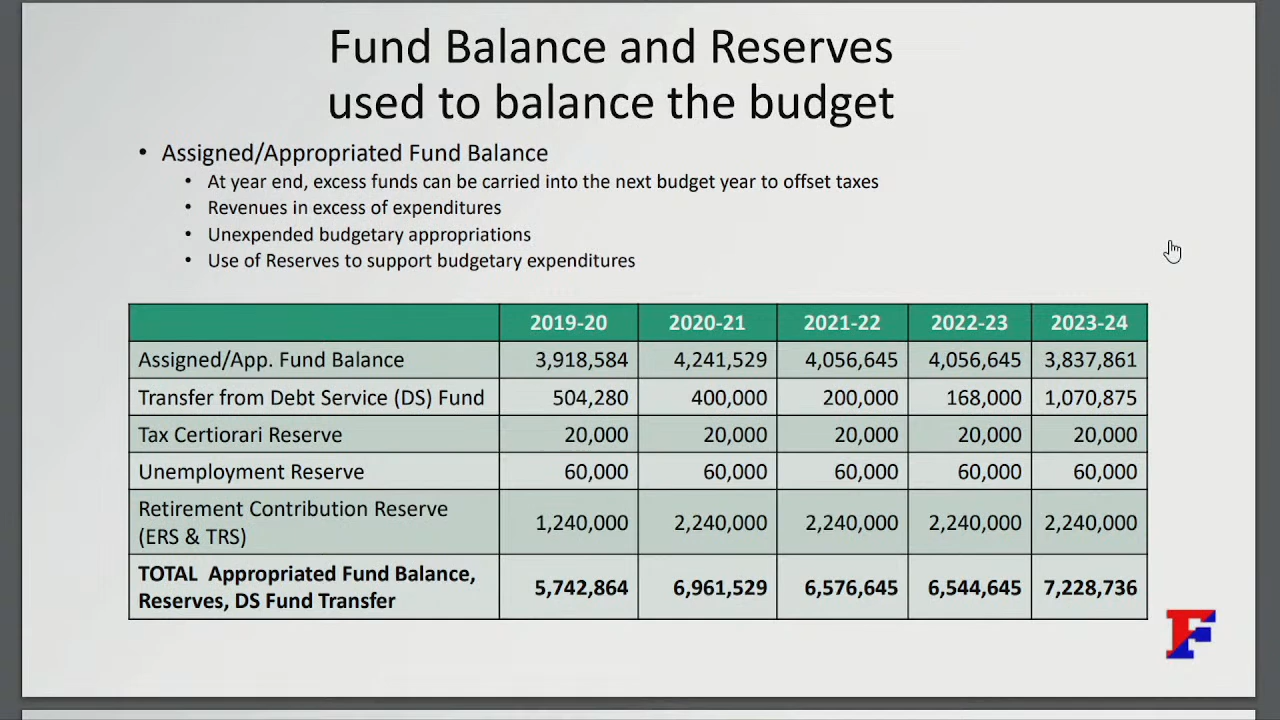 Fund Balance and Reserves
used to balance the budget
• Assigned/Appropriated Fund Balance
• At year end, excess funds can be carried into the next budget year to offset taxes
• Revenues in excess of expenditures
• Unexpended budgetary appropriations
• Use of Reserves to support budgetary expenditures
2019-20 2020-21 2021-22 2022-23 2023-24
Assigned/App. Fund Balance 3,918,584 4,241,529 4,056,645 4,056,645 3,837,861
Transfer from Debt Service (DS) Fund 504,280 400,000 200,000 168,000 1,070,875
Tax Certiorari Reserve 20,000 20,000 20,000 20,000 20,000
Unemployment Reserve 60,000 60,000 60,000 60,000 60,000
Retirement Contribution Reserve
(ERS & TRS) 1,240,000 2,240,000 2,240,000 2,240,000 2,240,000
TOTAL Appropriated Fund Balance,
Reserves, DS Fund Transfer 5,742,864 6,961,529 6,576,645 6,544,645 7,228,736
F